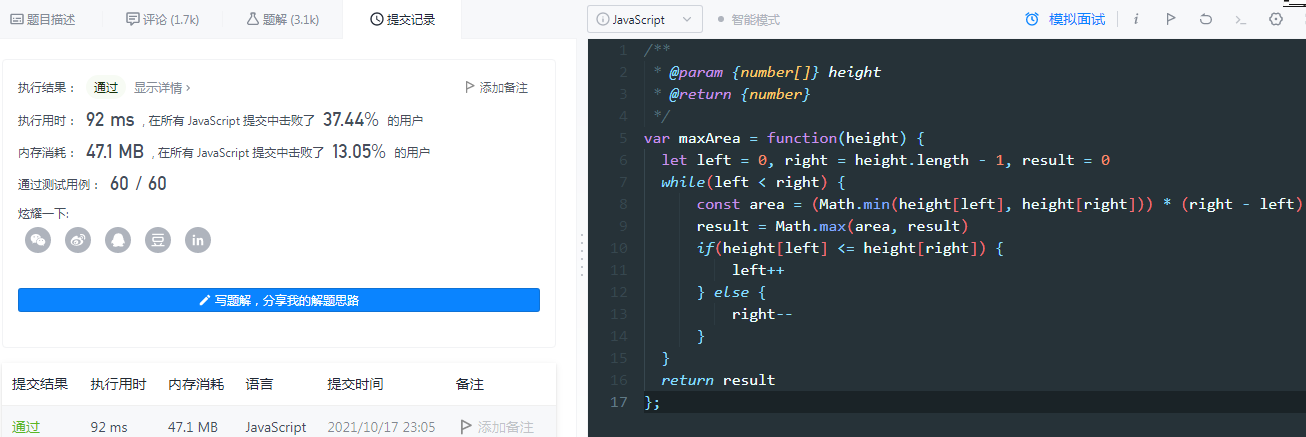 题目描述 评论 (1.7k) 题解 (3.1k) 提交记录
执行结果： 通过 显示详情 › 添加备注
执行用时： 92 ms , 在所有 JavaScript 提交中击败了 37.44% 的用户
内存消耗： 47.1 MB , 在所有 JavaScript 提交中击败了 13.05% 的用户
通过测试用例： 60 / 60
炫耀一下:
豆 in
写题解，分享我的解题思路
提交结果 执行用时 内存消耗 语言 提交时间 备注
通过 92 ms 47.1 MB JavaScript 2021/10/17 23:05 添加备注
JavaScript 智能模式 模拟面试 i
1 /**
2 * @param {number[]} height
3 * @return {number}
4 */
5 var maxArea = function(height) {
6 let left = 0, right = height.length - 1, result = 0
7 while(left < right) {
8 const area = (Math.min(height[left], height[right])) * (right - left)
9 result = Math.max(area, result)
10 if(height[left] <= height[right]) {
11 left++
12 } else {
13 right--
14 }
15 }
16 return result
17 };